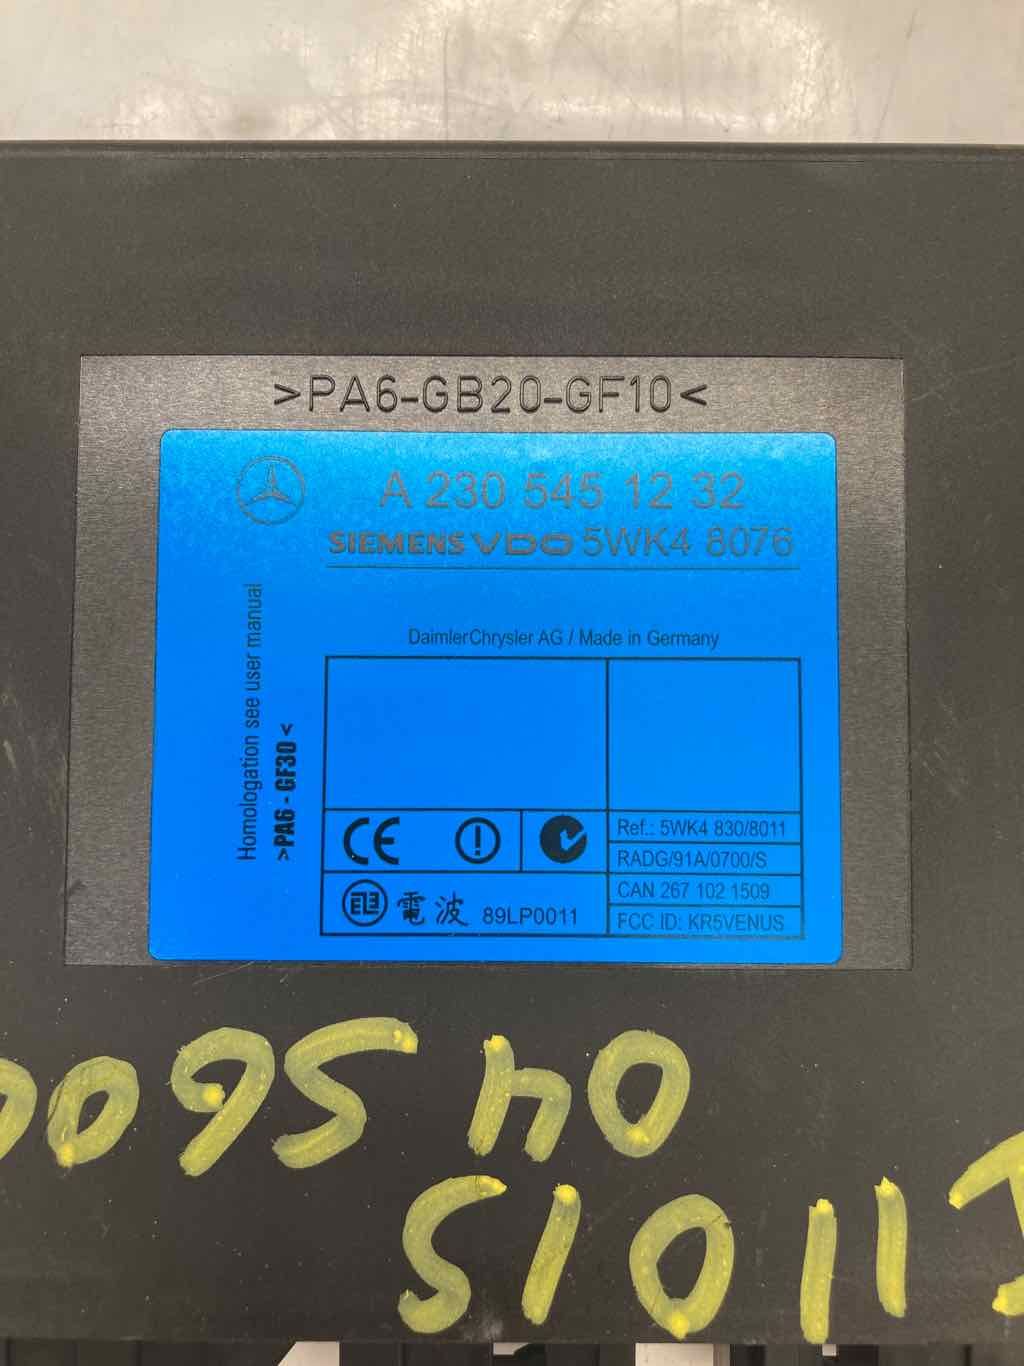 >PA6-GB20-GF10<
A 230 545 12 32
SIEMENS VDO 5WK4 8076
DaimlerChrysler AG / Made in Germany
Homologation see user manual
>PA6 - GF30<
CE
Ref.: 5WK4 830/8011
RADG/91A/0700/S
電波 89LP0011
CAN 267 102 1509
FCC ID: KR5VENUS